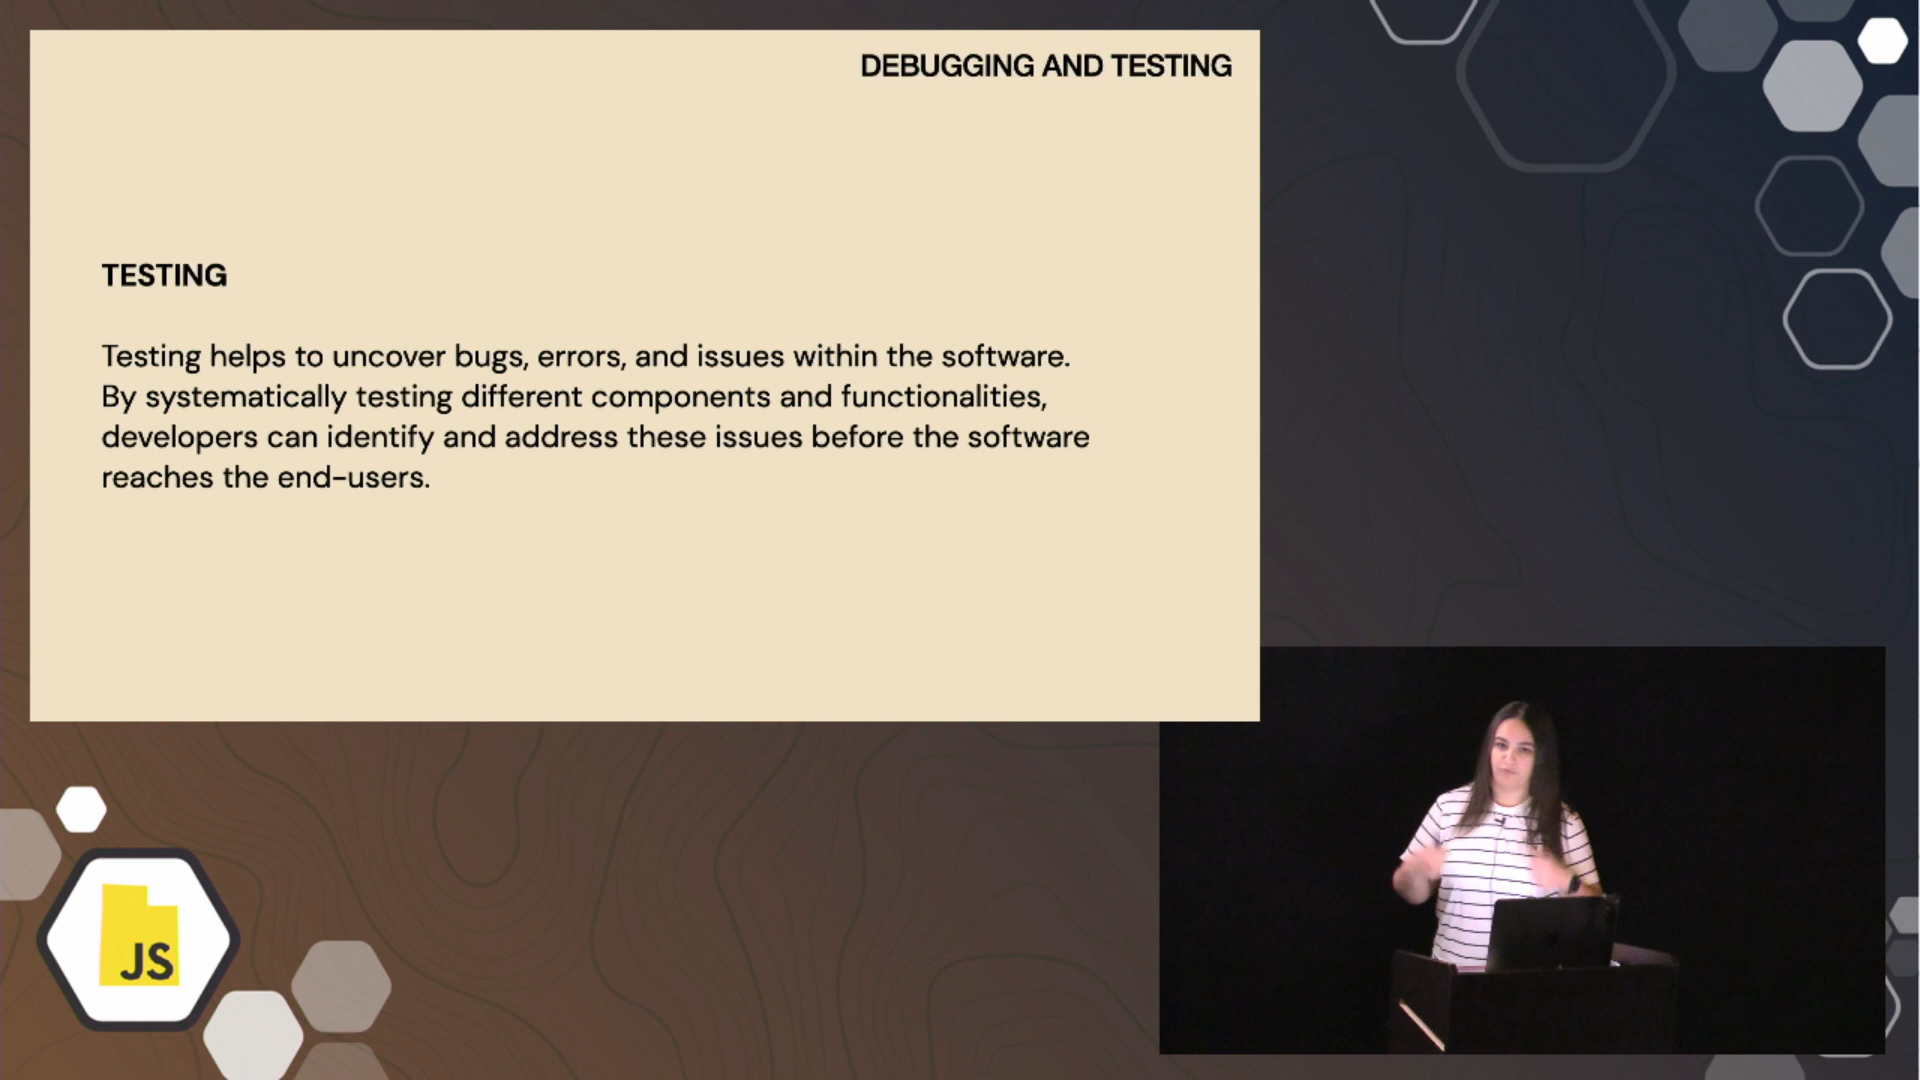 DEBUGGING AND TESTING
TESTING
Testing helps to uncover bugs, errors, and issues within the software.
By systematically testing different components and functionalities,
developers can identify and address these issues before the software
reaches the end-users.
JS